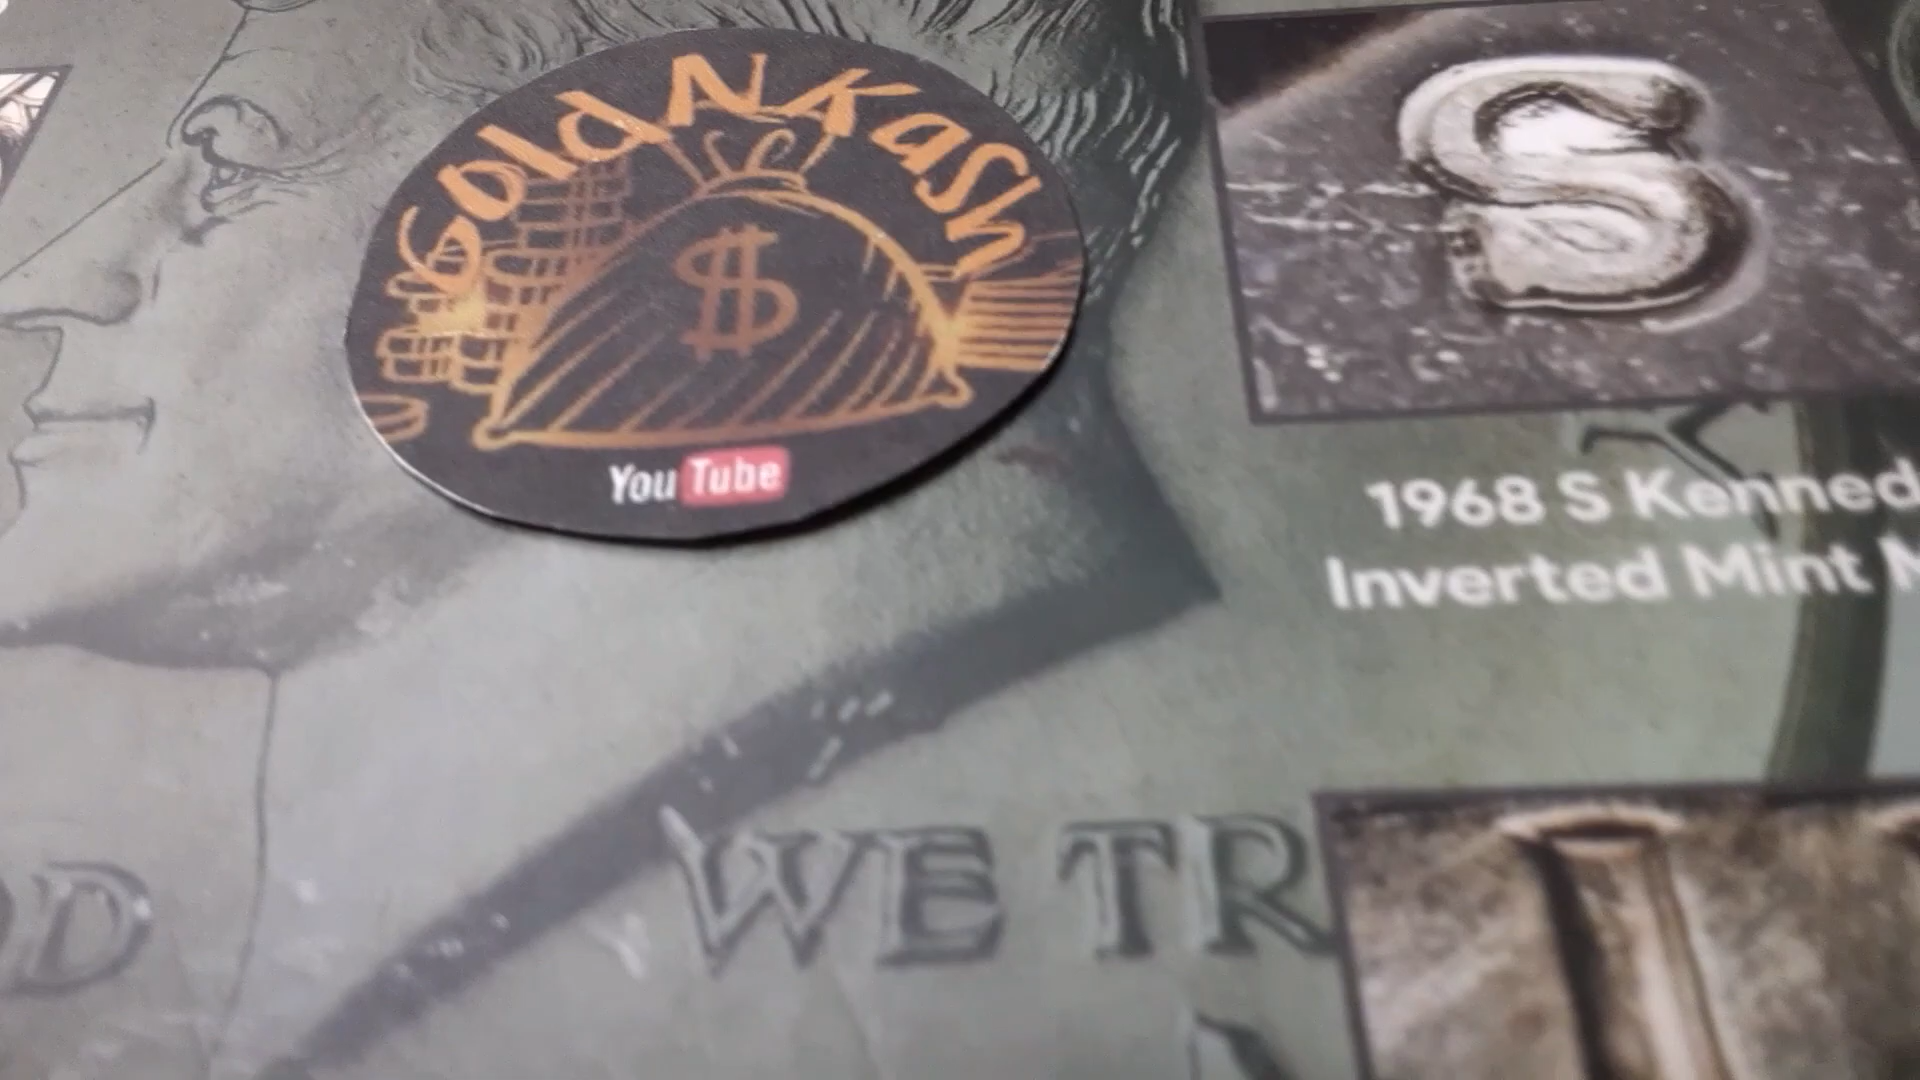 GoldNKash
$
YouTube
S
1968 S Kenned
Inverted Mint M
WE TR
D